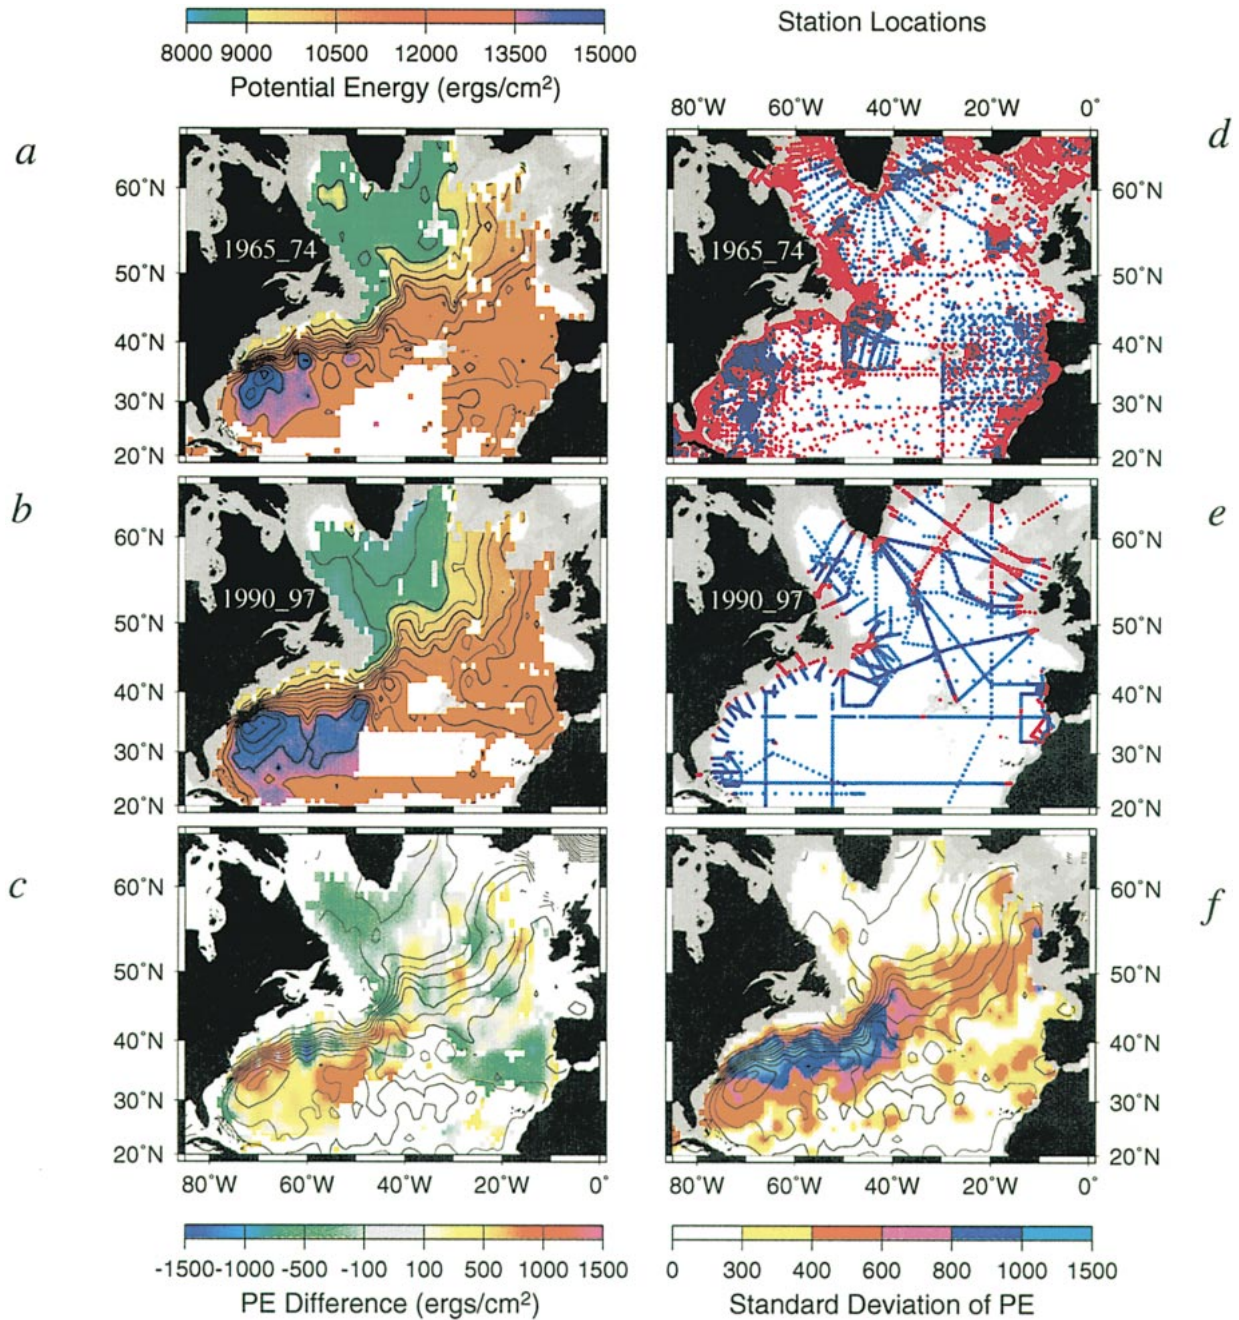 8000 9000 10500 12000 13500 15000
Potential Energy (ergs/cm²)
Station Locations
80°W 60°W 40°W 20°W 0°
a
60°N
50°N
40°N
30°N
20°N
1965_74
d
60°N
50°N
40°N
30°N
20°N
1965_74
b
60°N
50°N
40°N
30°N
20°N
1990_97
e
60°N
50°N
40°N
30°N
20°N
1990_97
c
60°N
50°N
40°N
30°N
20°N
f
60°N
50°N
40°N
30°N
20°N
80°W 60°W 40°W 20°W 0°
80°W 60°W 40°W 20°W 0°
-1500 -1000 -500 -100 100 500 1000 1500
PE Difference (ergs/cm²)
0 300 400 600 800 1000 1500
Standard Deviation of PE